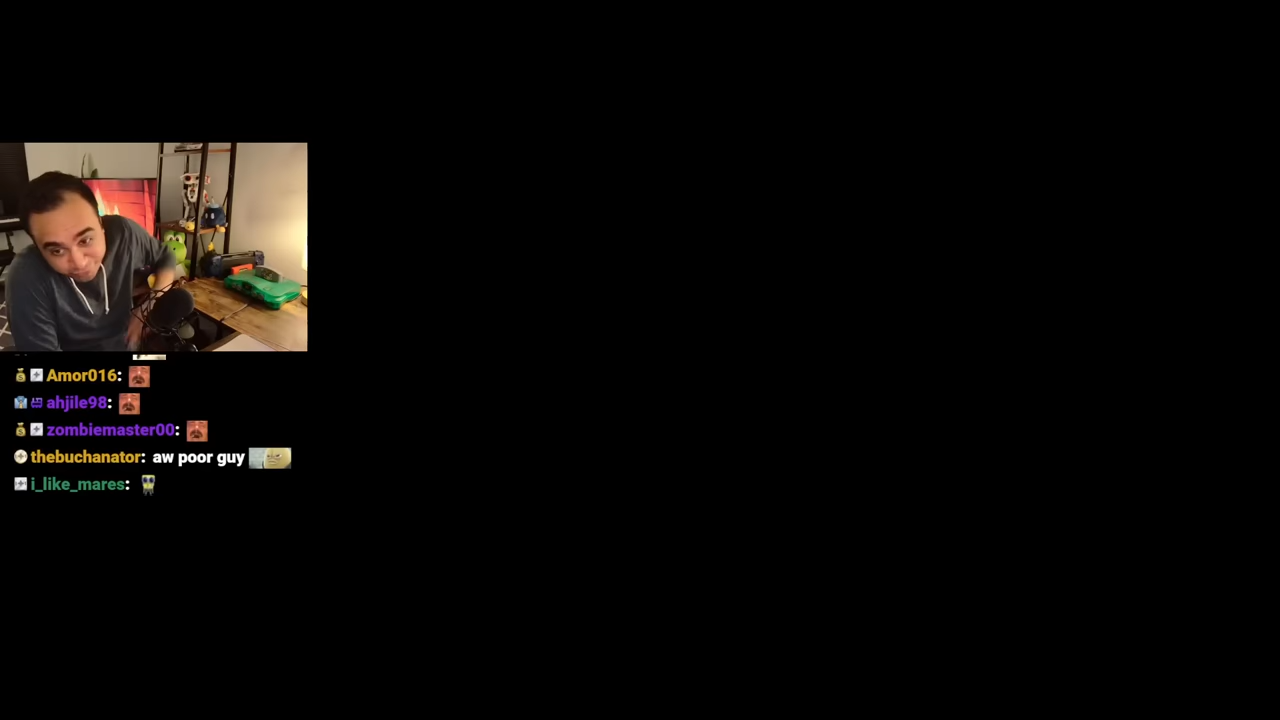 Amor016:
ahjile98:
zombiemaster00:
thebuchanator: aw poor guy
i_like_mares: